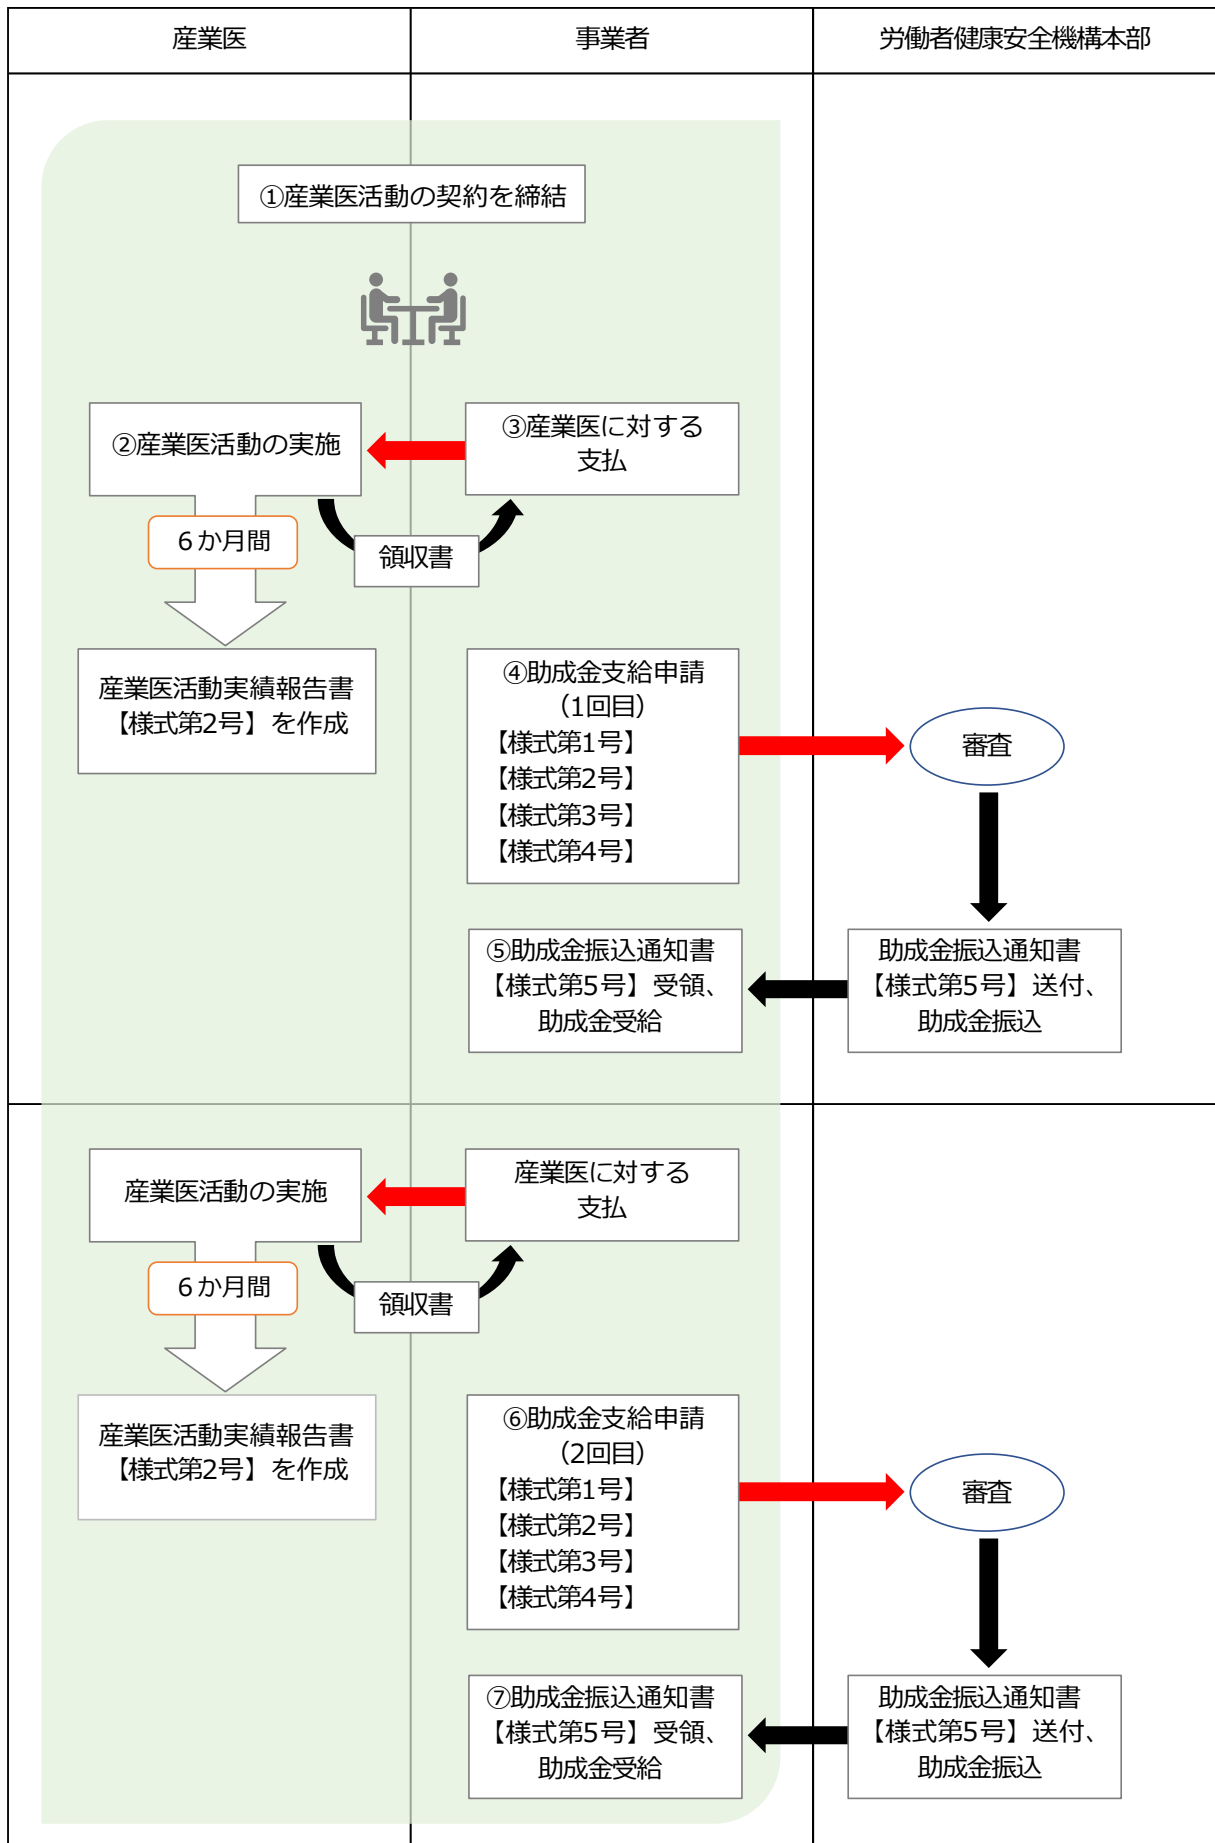 産業医
事業者
労働者健康安全機構本部
①産業医活動の契約を締結
②産業医活動の実施
③産業医に対する
支払
6か月間
領収書
産業医活動実績報告書
【様式第2号】を作成
④助成金支給申請
（1回目）
【様式第1号】
【様式第2号】
【様式第3号】
【様式第4号】
審査
⑤助成金振込通知書
【様式第5号】受領、
助成金受給
助成金振込通知書
【様式第5号】送付、
助成金振込
産業医活動の実施
産業医に対する
支払
6か月間
領収書
産業医活動実績報告書
【様式第2号】を作成
⑥助成金支給申請
（2回目）
【様式第1号】
【様式第2号】
【様式第3号】
【様式第4号】
審査
⑦助成金振込通知書
【様式第5号】受領、
助成金受給
助成金振込通知書
【様式第5号】送付、
助成金振込